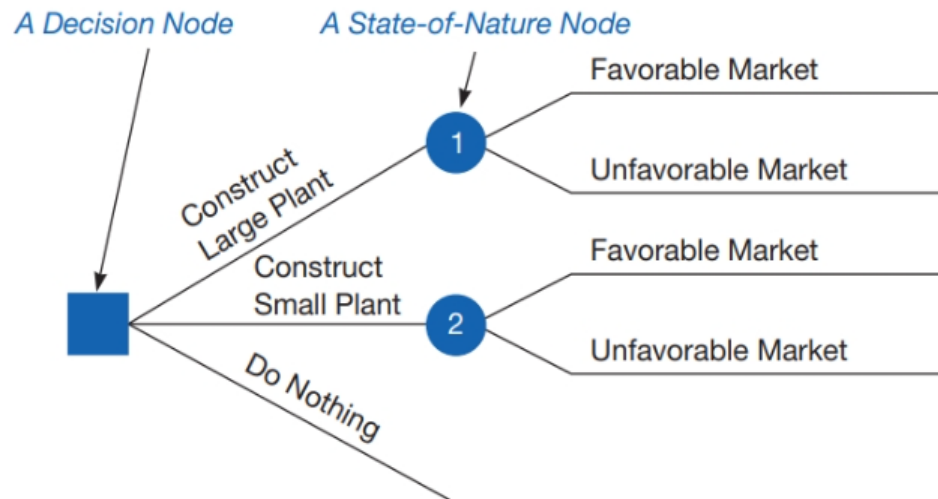 A Decision Node
A State-of-Nature Node
Favorable Market
1
Unfavorable Market
Construct
Large Plant
Favorable Market
Construct
Small Plant
2
Unfavorable Market
Do Nothing